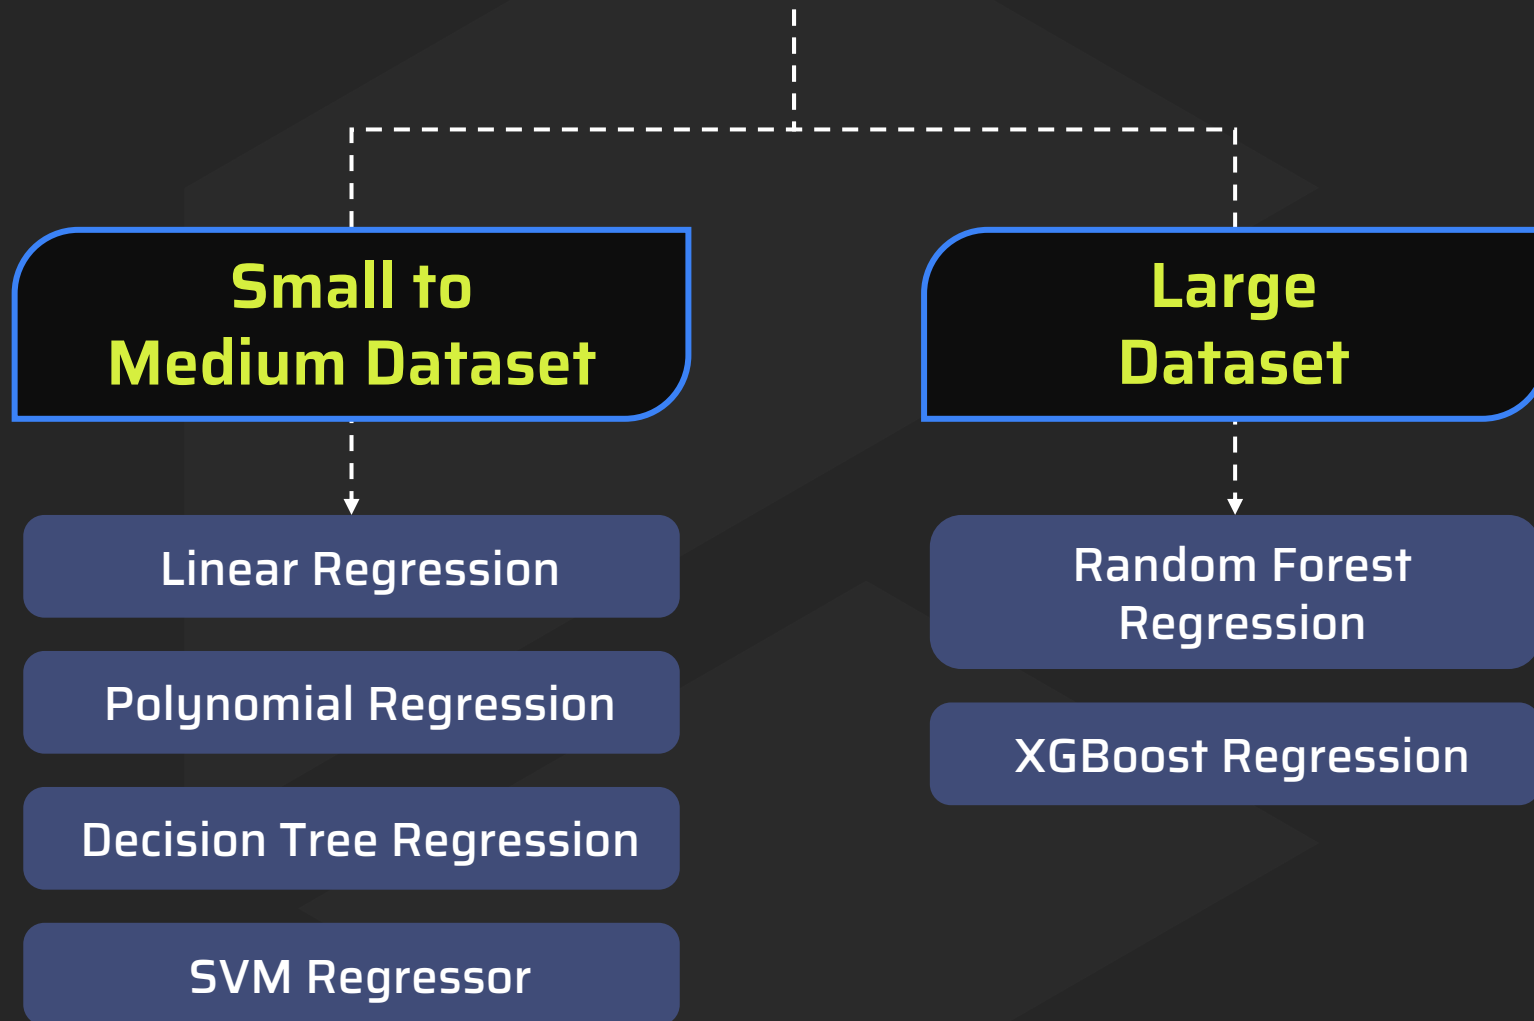 Small to
Medium Dataset
Linear Regression
Polynomial Regression
Decision Tree Regression
SVM Regressor
Large
Dataset
Random Forest
Regression
XGBoost Regression